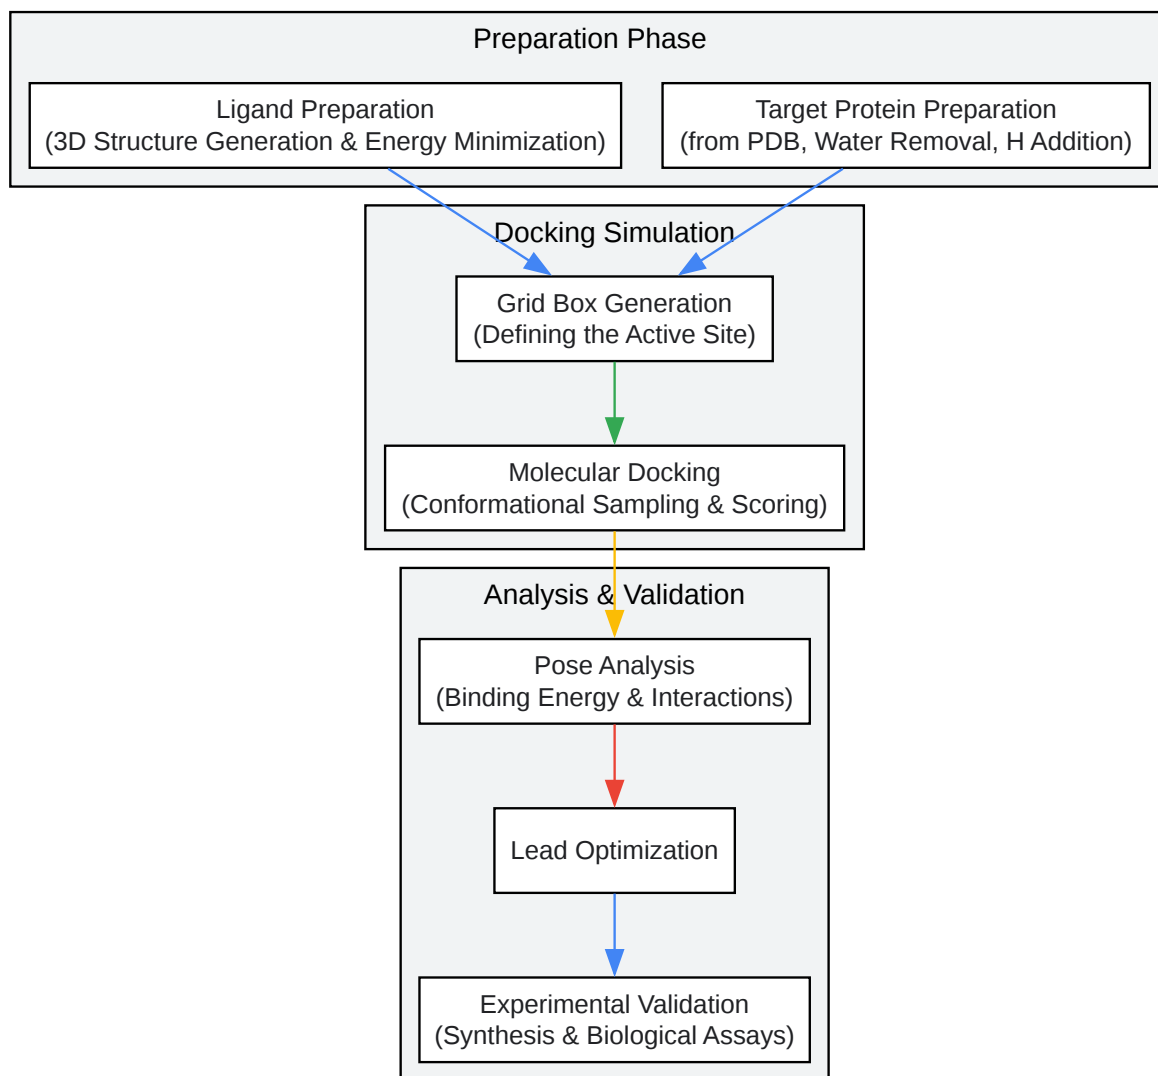 Preparation Phase
Ligand Preparation
(3D Structure Generation & Energy Minimization)
Target Protein Preparation
(from PDB, Water Removal, H Addition)
Docking Simulation
Grid Box Generation
(Defining the Active Site)
Molecular Docking
(Conformational Sampling & Scoring)
Analysis & Validation
Pose Analysis
(Binding Energy & Interactions)
Lead Optimization
Experimental Validation
(Synthesis & Biological Assays)